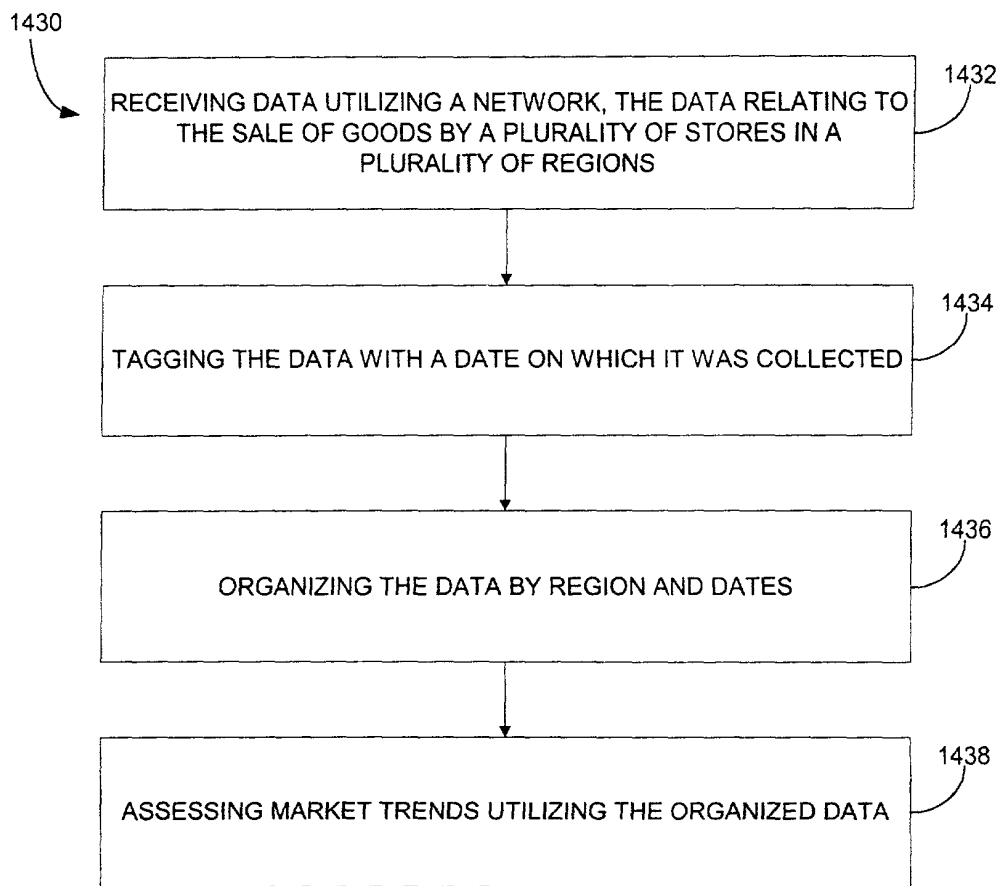 1430
1432
RECEIVING DATA UTILIZING A NETWORK, THE DATA RELATING TO
THE SALE OF GOODS BY A PLURALITY OF STORES IN A
PLURALITY OF REGIONS
1434
TAGGING THE DATA WITH A DATE ON WHICH IT WAS COLLECTED
1436
ORGANIZING THE DATA BY REGION AND DATES
1438
ASSESSING MARKET TRENDS UTILIZING THE ORGANIZED DATA